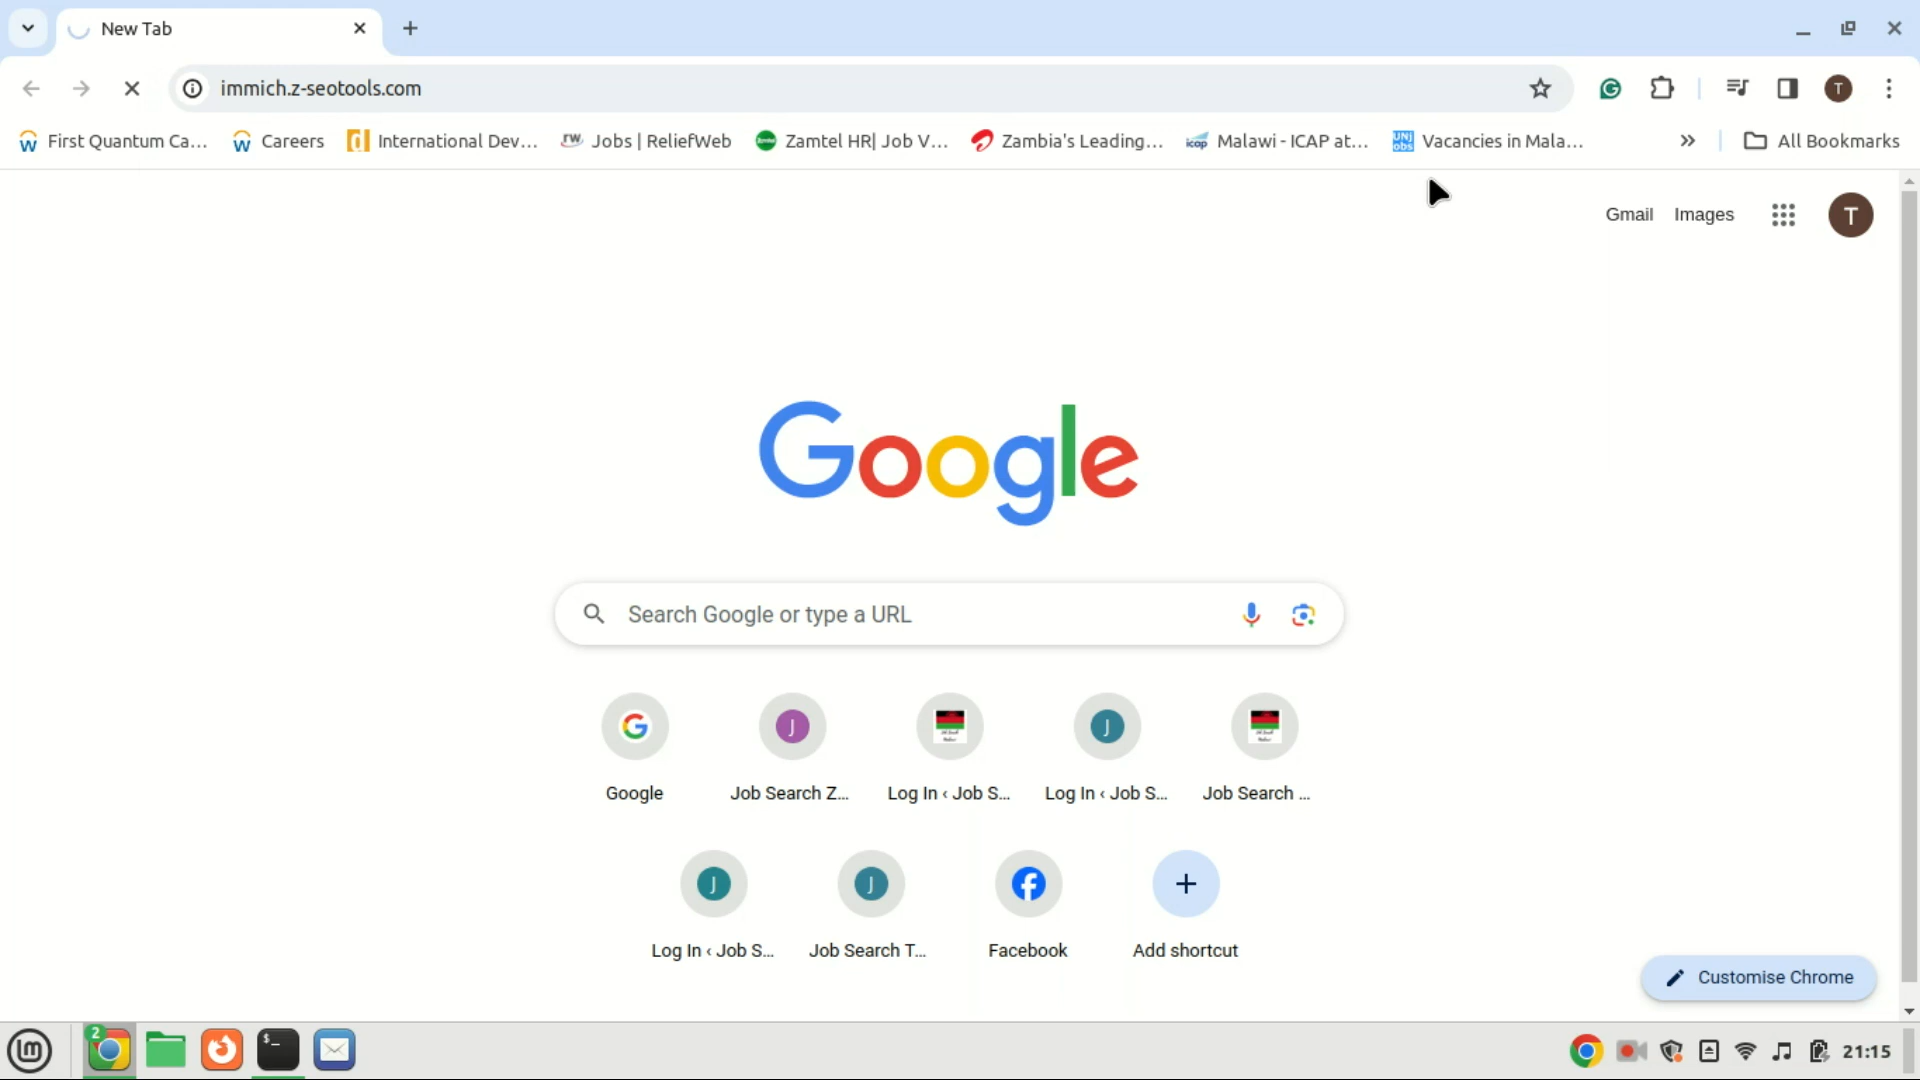 New Tab
immich.z-seotools.com
T
First Quantum Ca...
Careers
International Dev...
Jobs | ReliefWeb
Zamtel HR| Job V...
Zambia's Leading...
Malawi - ICAP at...
Vacancies in Mala...
All Bookmarks
Gmail
Images
T
Google
Search Google or type a URL
J
J
Google
Job Search Z...
Log In ‹ Job S...
Log In ‹ Job S...
Job Search ...
J
J
Log In ‹ Job S...
Job Search T...
Facebook
Add shortcut
Customise Chrome
2
$_
21:15